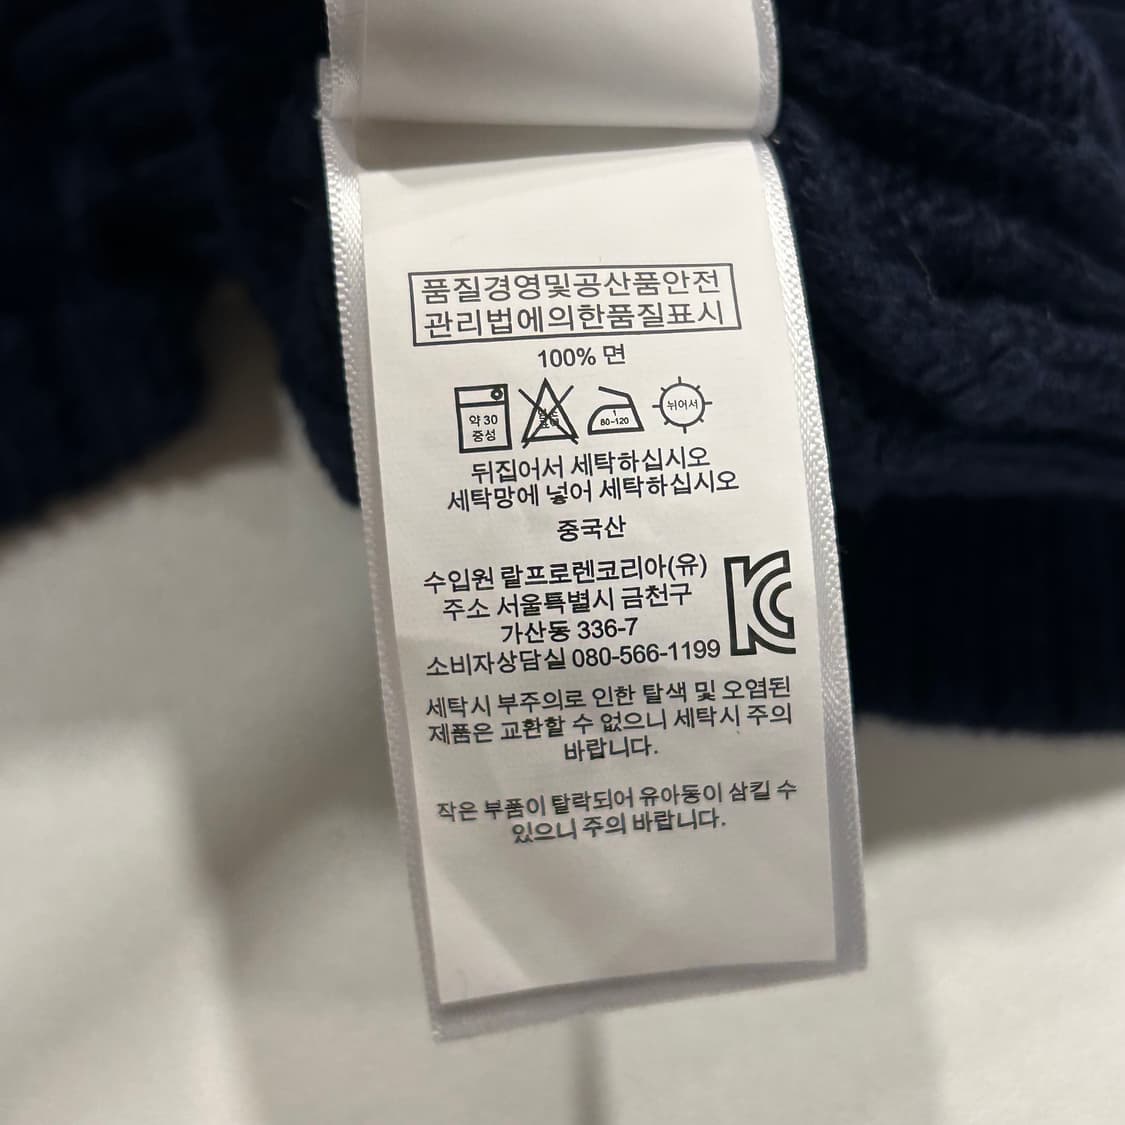 품질경영및공산품안전
관리법에의한품질표시
100% 면
약 30
중성
1
80-120
뉘어서
뒤집어서 세탁하십시오
세탁망에 넣어 세탁하십시오
중국산
수입원 랄프로렌코리아(유)
주소 서울특별시 금천구
가산동 336-7
소비자상담실 080-566-1199
KC
세탁시 부주의로 인한 탈색 및 오염된
제품은 교환할 수 없으니 세탁시 주의
바랍니다.
작은 부품이 탈락되어 유아동이 삼킬 수
있으니 주의 바랍니다.